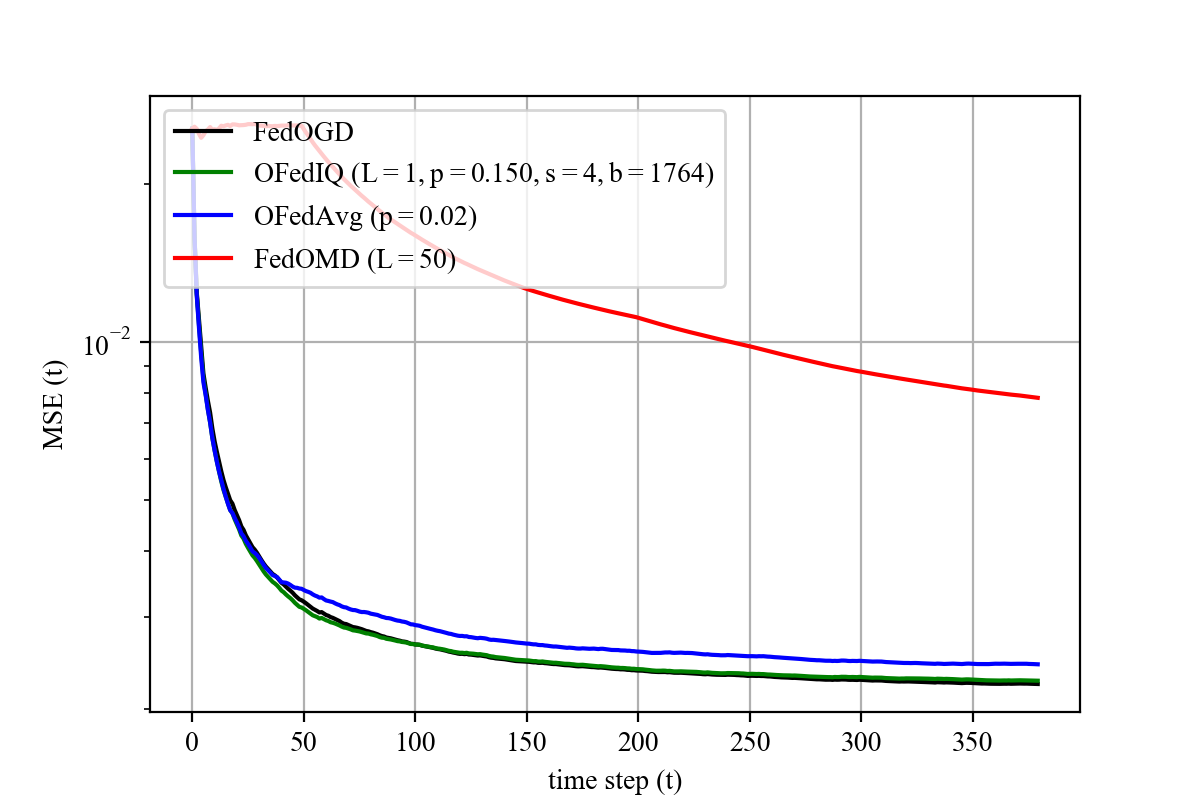 FedOGD
OFedIQ (L = 1, p = 0.150, s = 4, b = 1764)
OFedAvg (p = 0.02)
FedOMD (L = 50)
10⁻²
MSE (t)
0 50 100 150 200 250 300 350
time step (t)